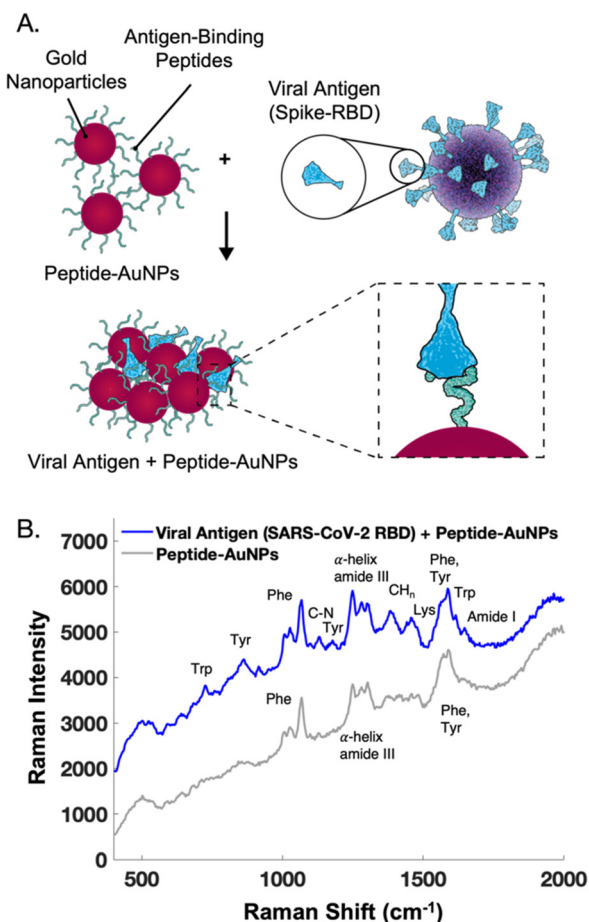 A.
Antigen-Binding
Peptides
Gold
Nanoparticles
Viral Antigen
(Spike-RBD)
+
Peptide-AuNPs
Viral Antigen + Peptide-AuNPs
B.
Viral Antigen (SARS-CoV-2 RBD) + Peptide-AuNPs
Peptide-AuNPs
7000
6000
5000
4000
3000
2000
1000
0
Raman Intensity
Trp
Tyr
Phe
C-N
Tyr
α-helix
amide III
CHn
Lys
Phe,
Tyr
Trp
Amide I
Phe
α-helix
amide III
Phe,
Tyr
500
1000
1500
2000
Raman Shift (cm⁻¹)